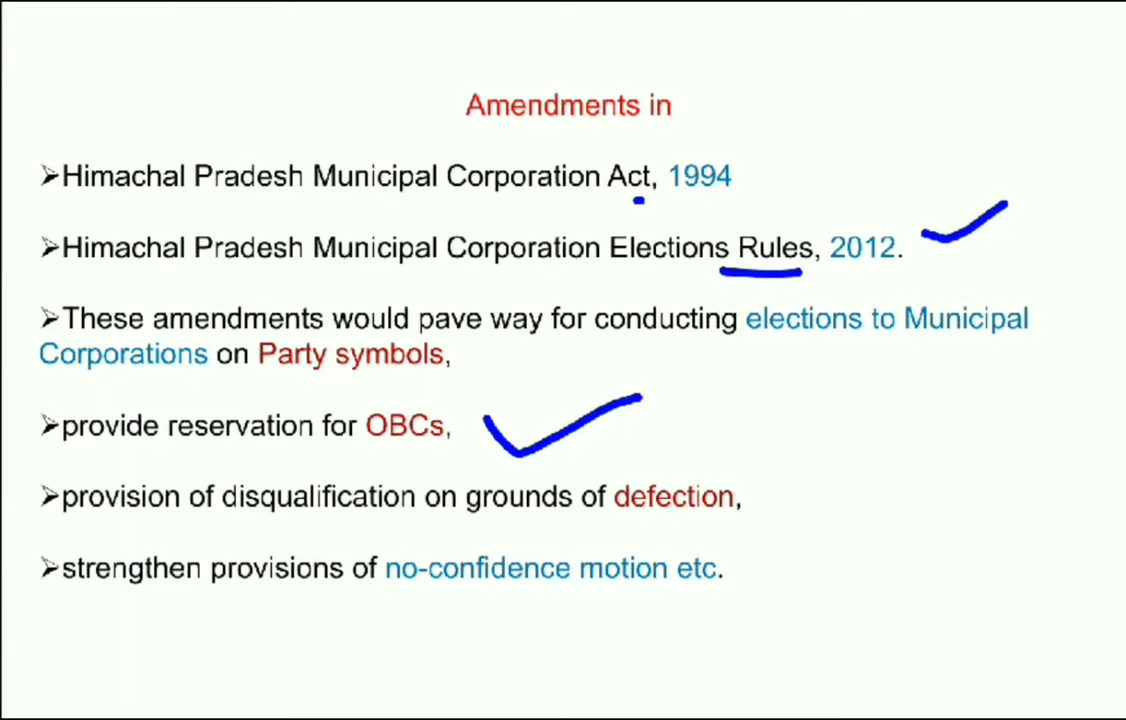 Amendments in
➢Himachal Pradesh Municipal Corporation Act, 1994
➢Himachal Pradesh Municipal Corporation Elections Rules, 2012.
➢These amendments would pave way for conducting elections to Municipal
Corporations on Party symbols,
➢provide reservation for OBCs,
➢provision of disqualification on grounds of defection,
➢strengthen provisions of no-confidence motion etc.